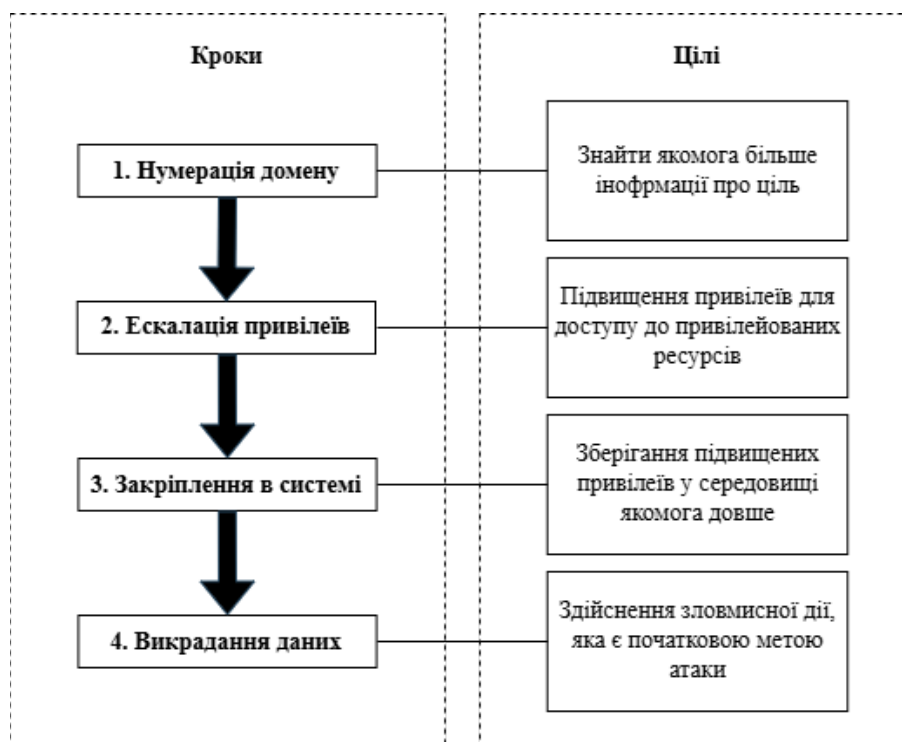 Кроки
1. Нумерація домену
2. Ескалація привілеїв
3. Закріплення в системі
4. Викрадання даних
Цілі
Знайти якомога більше
інофрмації про ціль
Підвищення привілеїв для
доступу до привілейованих
ресурсів
Зберігання підвищених
привілеїв у середовищі
якомога довше
Здійснення зловмисної дії,
яка є початковою метою
атаки